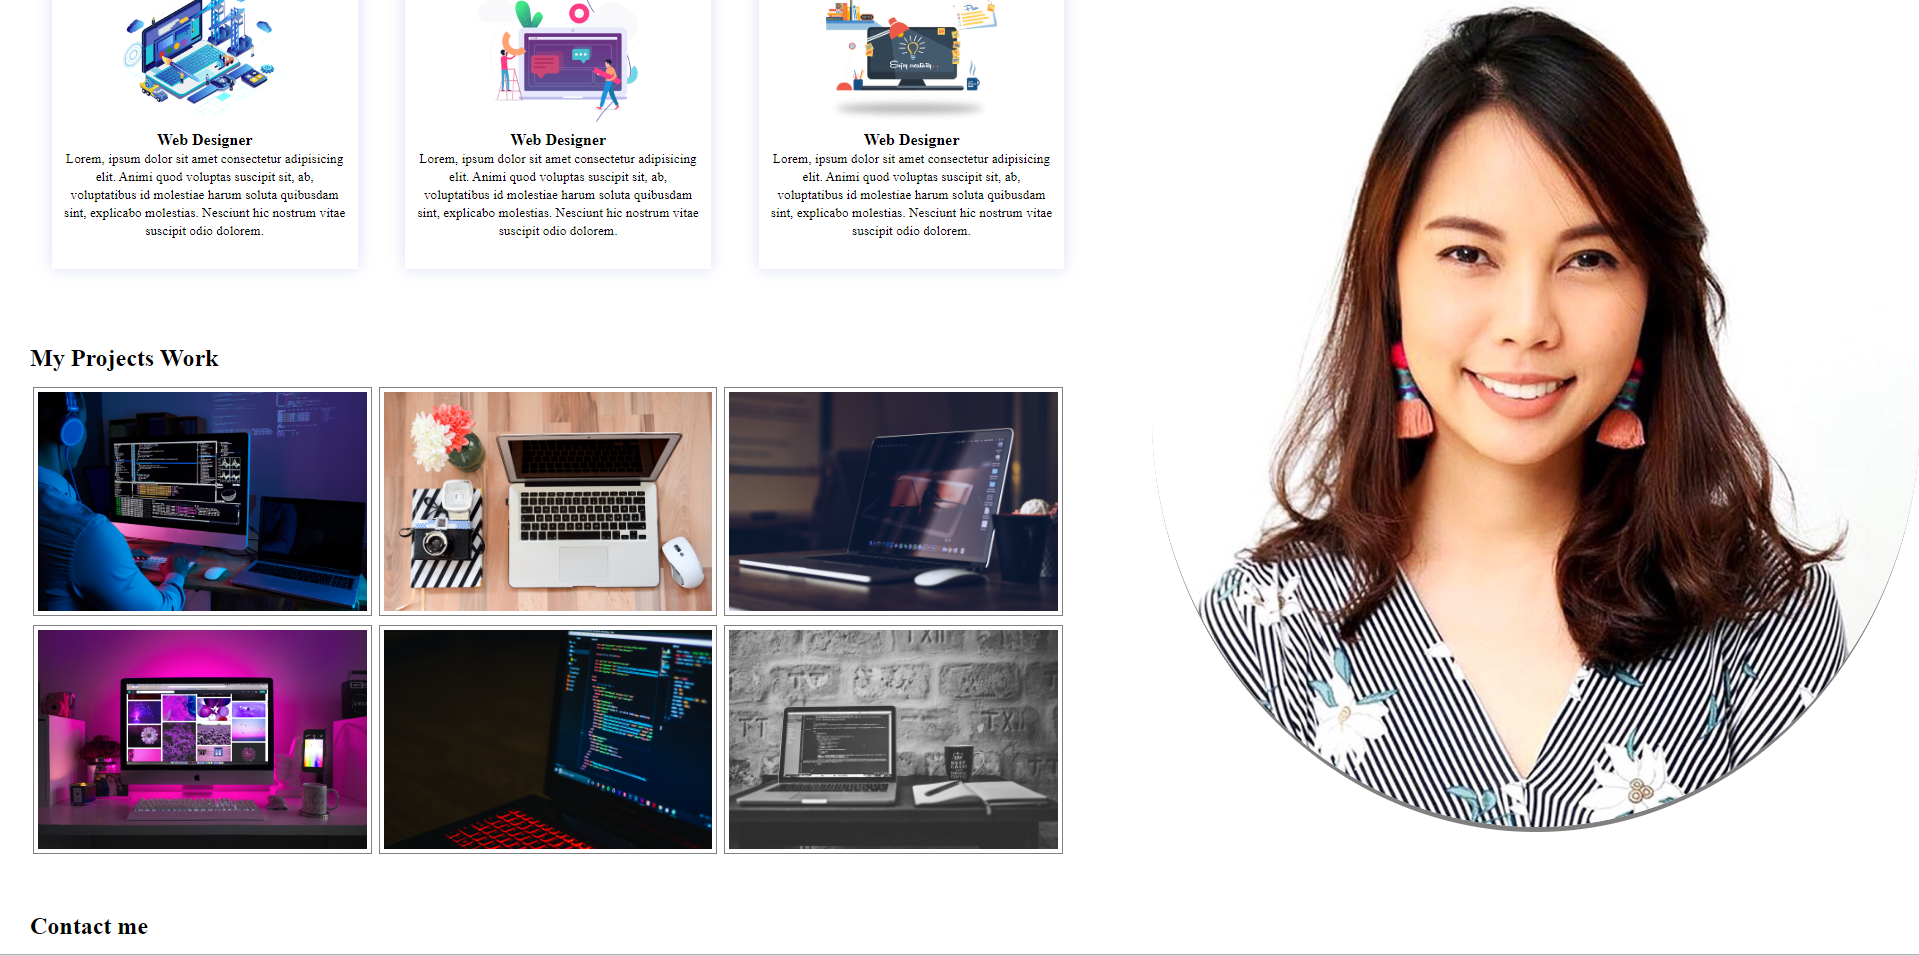 Enjoy creativity...
Web Designer
Lorem, ipsum dolor sit amet consectetur adipisicing
elit. Animi quod voluptas suscipit sit, ab,
voluptatibus id molestiae harum soluta quibusdam
sint, explicabo molestias. Nesciunt hic nostrum vitae
suscipit odio dolorem.
Web Designer
Lorem, ipsum dolor sit amet consectetur adipisicing
elit. Animi quod voluptas suscipit sit, ab,
voluptatibus id molestiae harum soluta quibusdam
sint, explicabo molestias. Nesciunt hic nostrum vitae
suscipit odio dolorem.
Web Designer
Lorem, ipsum dolor sit amet consectetur adipisicing
elit. Animi quod voluptas suscipit sit, ab,
voluptatibus id molestiae harum soluta quibusdam
sint, explicabo molestias. Nesciunt hic nostrum vitae
suscipit odio dolorem.
My Projects Work
Contact me